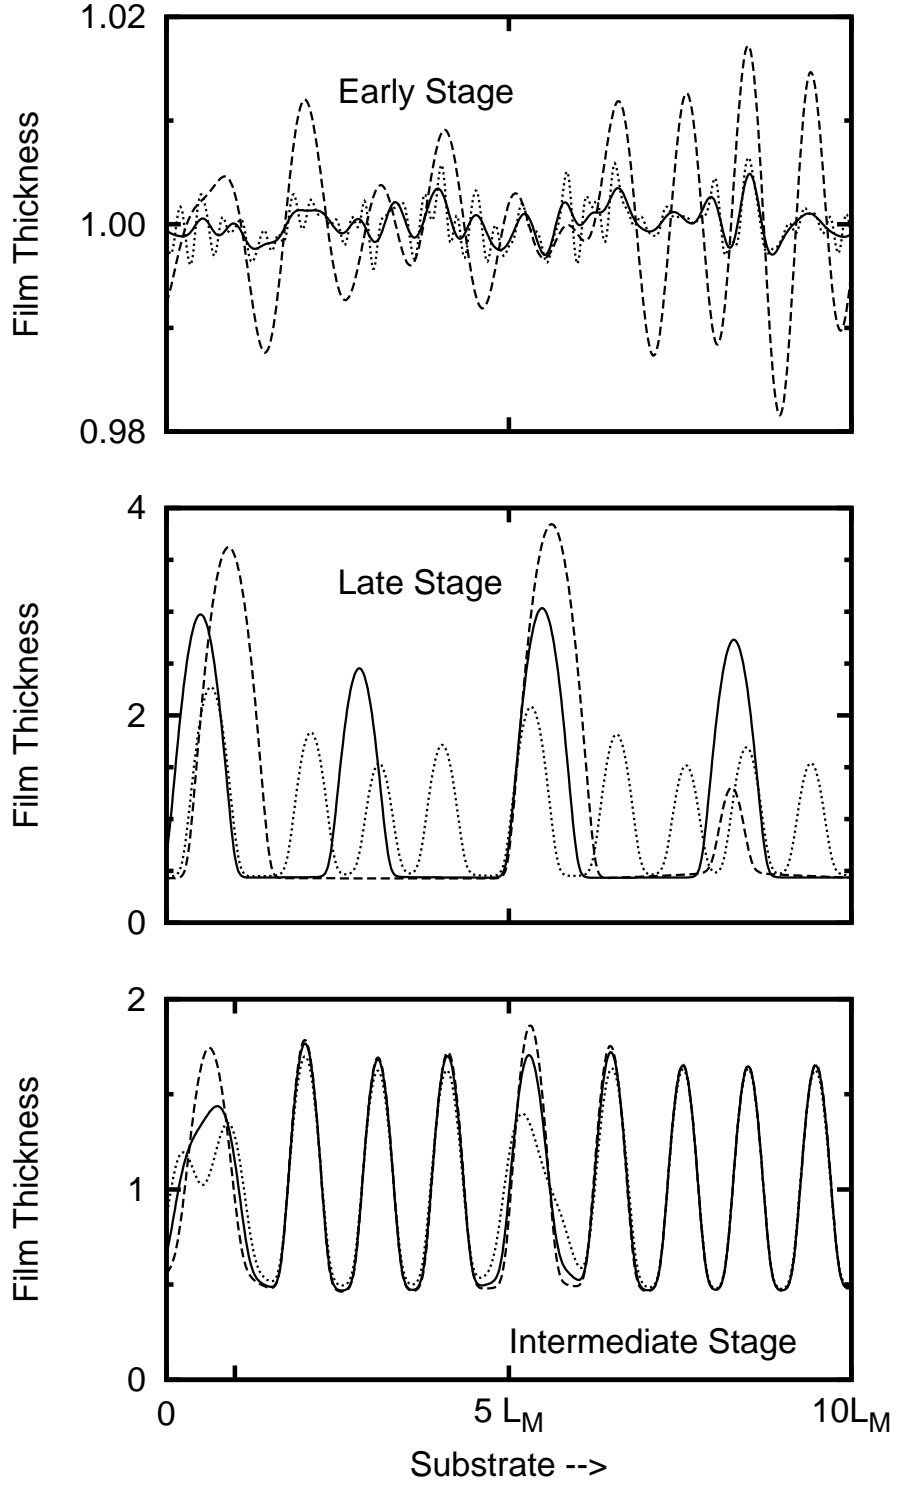 1.02
Early Stage
Film Thickness
1.00
0.98
4
Late Stage
Film Thickness
2
0
2
Film Thickness
1
Intermediate Stage
0
0 5 L_M 10L_M
Substrate -->